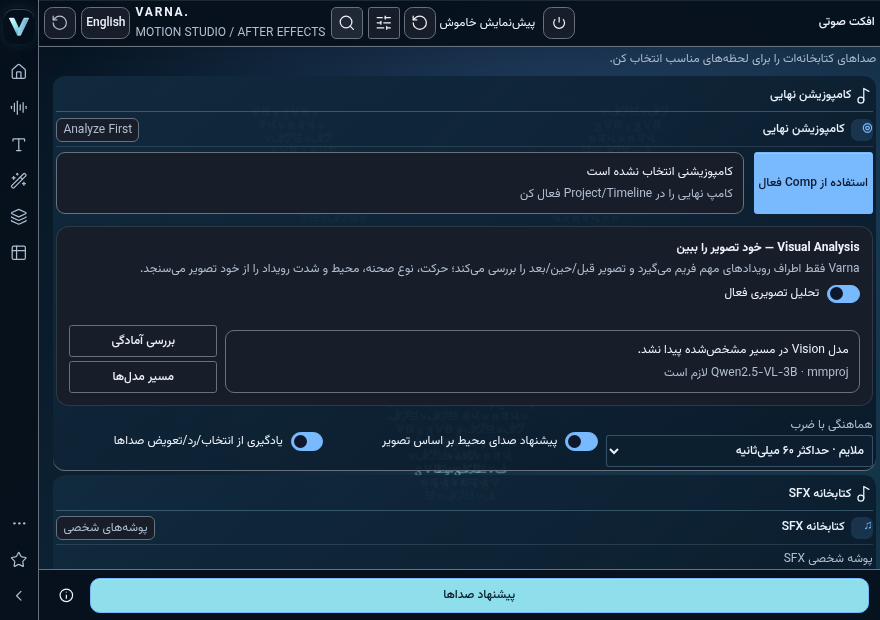 افکت صوتی
پیش‌نمایش خاموش
VARNA.
MOTION STUDIO / AFTER EFFECTS
English
صداهای کتابخانه‌ات را برای لحظه‌های مناسب انتخاب کن.
کامپوزیشن نهایی
کامپوزیشن نهایی
Analyze First
استفاده از Comp فعال
کامپوزیشنی انتخاب نشده است
کامپ نهایی را در Project/Timeline فعال کن
Visual Analysis — خود تصویر را ببین
Varna فقط اطراف رویدادهای مهم فریم می‌گیرد و تصویر قبل/حین/بعد را بررسی می‌کند؛ حرکت، نوع صحنه، محیط و شدت رویداد را از خود تصویر می‌سنجد.
تحلیل تصویری فعال
مدل Vision در مسیر مشخص‌شده پیدا نشد.
Qwen2.5-VL-3B · mmproj لازم است
بررسی آمادگی
مسیر مدل‌ها
هماهنگی با ضرب
ملایم · حداکثر ۶۰ میلی‌ثانیه
پیشنهاد صدای محیط بر اساس تصویر
یادگیری از انتخاب/رد/تعویض صداها
کتابخانه SFX
کتابخانه SFX
پوشه‌های شخصی
پوشه شخصی SFX
پیشنهاد صداها